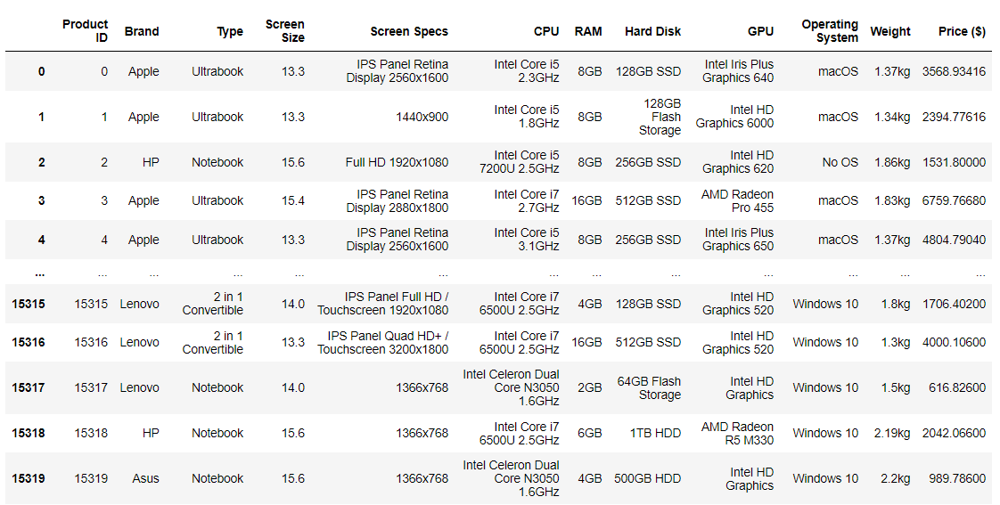 Product ID Brand Type Screen Size Screen Specs CPU RAM Hard Disk GPU Operating System Weight Price ($)
0 0 Apple Ultrabook 13.3 IPS Panel Retina Display 2560x1600 Intel Core i5 2.3GHz 8GB 128GB SSD Intel Iris Plus Graphics 640 macOS 1.37kg 3568.93416
1 1 Apple Ultrabook 13.3 1440x900 Intel Core i5 1.8GHz 8GB 128GB Flash Storage Intel HD Graphics 6000 macOS 1.34kg 2394.77616
2 2 HP Notebook 15.6 Full HD 1920x1080 Intel Core i5 7200U 2.5GHz 8GB 256GB SSD Intel HD Graphics 620 No OS 1.86kg 1531.80000
3 3 Apple Ultrabook 15.4 IPS Panel Retina Display 2880x1800 Intel Core i7 2.7GHz 16GB 512GB SSD AMD Radeon Pro 455 macOS 1.83kg 6759.76680
4 4 Apple Ultrabook 13.3 IPS Panel Retina Display 2560x1600 Intel Core i5 3.1GHz 8GB 256GB SSD Intel Iris Plus Graphics 650 macOS 1.37kg 4804.79040
... ... ... ... ... ... ... ... ... ... ... ... ...
15315 15315 Lenovo 2 in 1 Convertible 14.0 IPS Panel Full HD / Touchscreen 1920x1080 Intel Core i7 6500U 2.5GHz 4GB 128GB SSD Intel HD Graphics 520 Windows 10 1.8kg 1706.40200
15316 15316 Lenovo 2 in 1 Convertible 13.3 IPS Panel Quad HD+ / Touchscreen 3200x1800 Intel Core i7 6500U 2.5GHz 16GB 512GB SSD Intel HD Graphics 520 Windows 10 1.3kg 4000.10600
15317 15317 Lenovo Notebook 14.0 1366x768 Intel Celeron Dual Core N3050 1.6GHz 2GB 64GB Flash Storage Intel HD Graphics Windows 10 1.5kg 616.82600
15318 15318 HP Notebook 15.6 1366x768 Intel Core i7 6500U 2.5GHz 6GB 1TB HDD AMD Radeon R5 M330 Windows 10 2.19kg 2042.06600
15319 15319 Asus Notebook 15.6 1366x768 Intel Celeron Dual Core N3050 1.6GHz 4GB 500GB HDD Intel HD Graphics Windows 10 2.2kg 989.78600